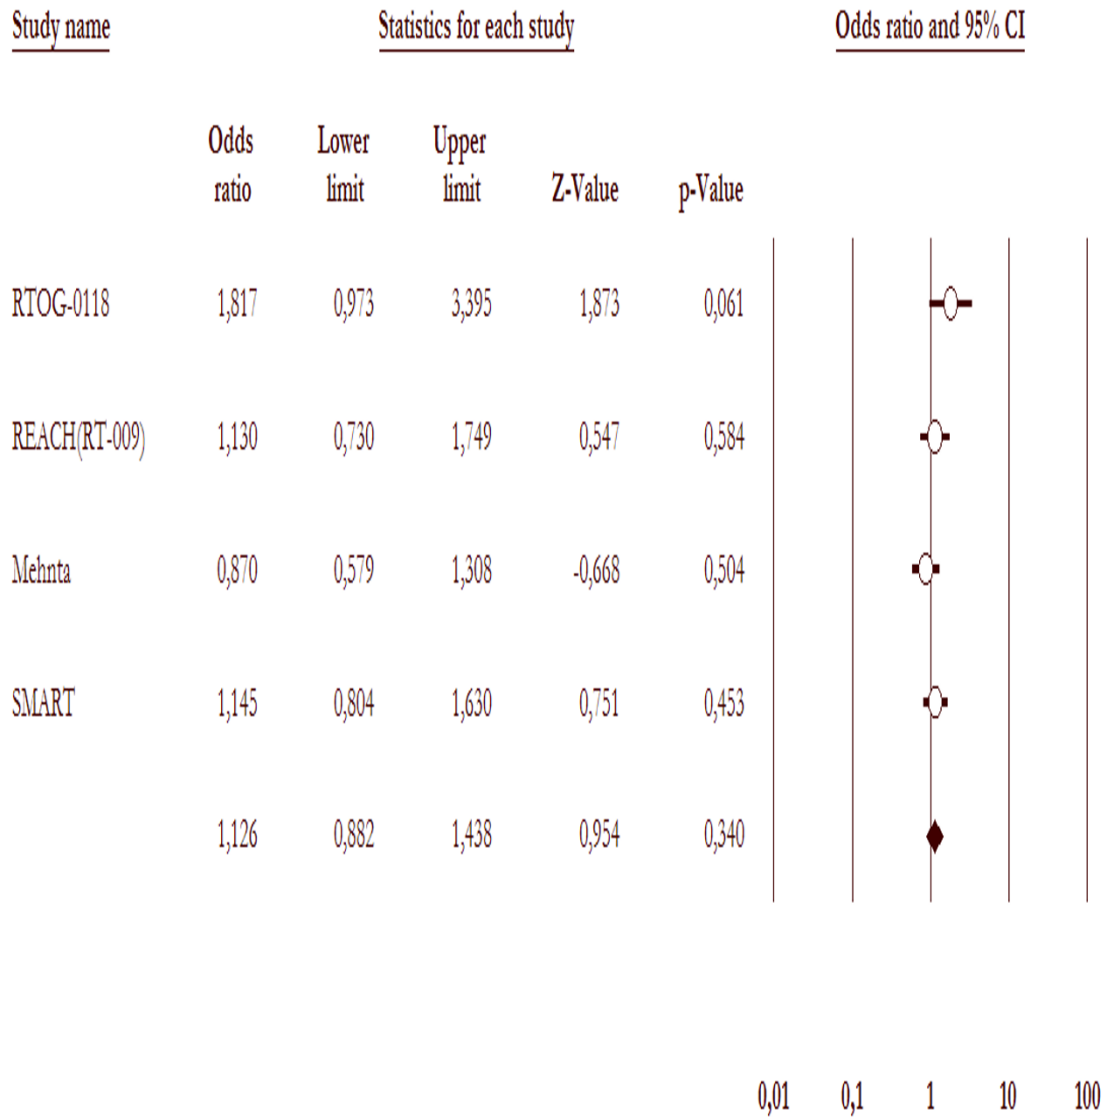 Study name Statistics for each study Odds ratio and 95% CI
Odds Lower Upper
ratio limit limit Z-Value p-Value
RTOG-0118 1,817 0,973 3,395 1,873 0,061
REACH(RT-009) 1,130 0,730 1,749 0,547 0,584
Mehnta 0,870 0,579 1,308 -0,668 0,504
SMART 1,145 0,804 1,630 0,751 0,453
1,126 0,882 1,438 0,954 0,340
0,01 0,1 1 10 100